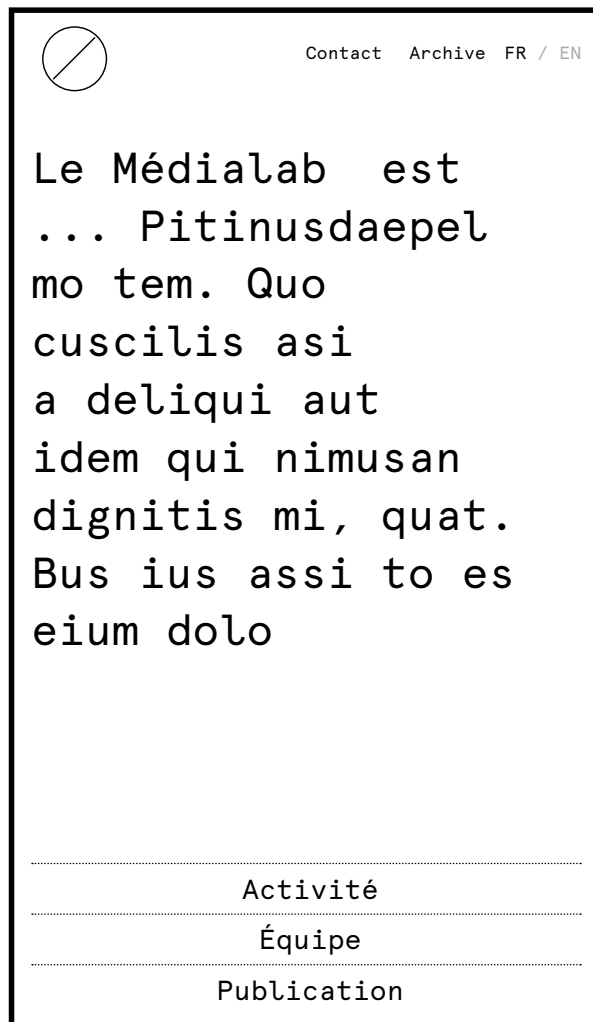 Contact Archive FR / EN
Le Médialab est
... Pitinusdaepel
mo tem. Quo
cuscilis asi
a deliqui aut
idem qui nimusan
dignitis mi, quat.
Bus ius assi to es
eium dolo
Activité
Équipe
Publication